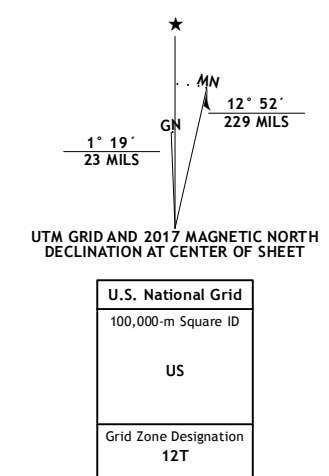 ★
MN
12° 52´
229 MILS
GN
1° 19´
23 MILS
UTM GRID AND 2017 MAGNETIC NORTH
DECLINATION AT CENTER OF SHEET
U.S. National Grid
100,000-m Square ID
US
Grid Zone Designation
12T